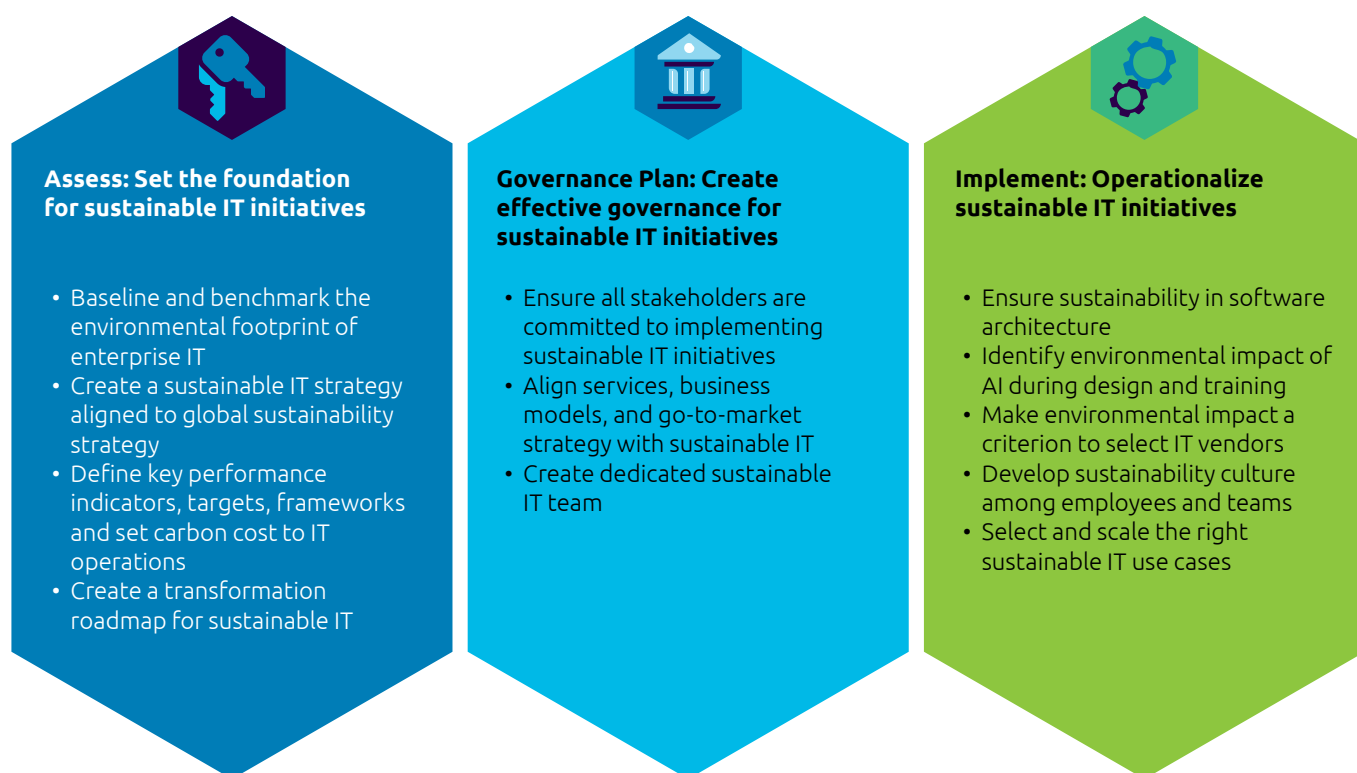 Assess: Set the foundation
for sustainable IT initiatives
• Baseline and benchmark the
environmental footprint of
enterprise IT
• Create a sustainable IT strategy
aligned to global sustainability
strategy
• Define key performance
indicators, targets, frameworks
and set carbon cost to IT
operations
• Create a transformation
roadmap for sustainable IT
Governance Plan: Create
effective governance for
sustainable IT initiatives
• Ensure all stakeholders are
committed to implementing
sustainable IT initiatives
• Align services, business
models, and go-to-market
strategy with sustainable IT
• Create dedicated sustainable
IT team
Implement: Operationalize
sustainable IT initiatives
• Ensure sustainability in software
architecture
• Identify environmental impact of
AI during design and training
• Make environmental impact a
criterion to select IT vendors
• Develop sustainability culture
among employees and teams
• Select and scale the right
sustainable IT use cases